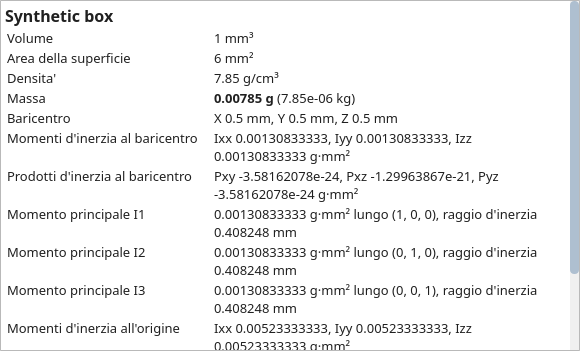 Synthetic box
Volume 1 mm³
Area della superficie 6 mm²
Densita' 7.85 g/cm³
Massa 0.00785 g (7.85e-06 kg)
Baricentro X 0.5 mm, Y 0.5 mm, Z 0.5 mm
Momenti d'inerzia al baricentro Ixx 0.00130833333, Iyy 0.00130833333, Izz
0.00130833333 g·mm²
Prodotti d'inerzia al baricentro Pxy -3.58162078e-24, Pxz -1.29963867e-21, Pyz
-3.58162078e-24 g·mm²
Momento principale I1 0.00130833333 g·mm² lungo (1, 0, 0), raggio d'inerzia
0.408248 mm
Momento principale I2 0.00130833333 g·mm² lungo (0, 1, 0), raggio d'inerzia
0.408248 mm
Momento principale I3 0.00130833333 g·mm² lungo (0, 0, 1), raggio d'inerzia
0.408248 mm
Momenti d'inerzia all'origine Ixx 0.00523333333, Iyy 0.00523333333, Izz
0.00523333333 g·mm²